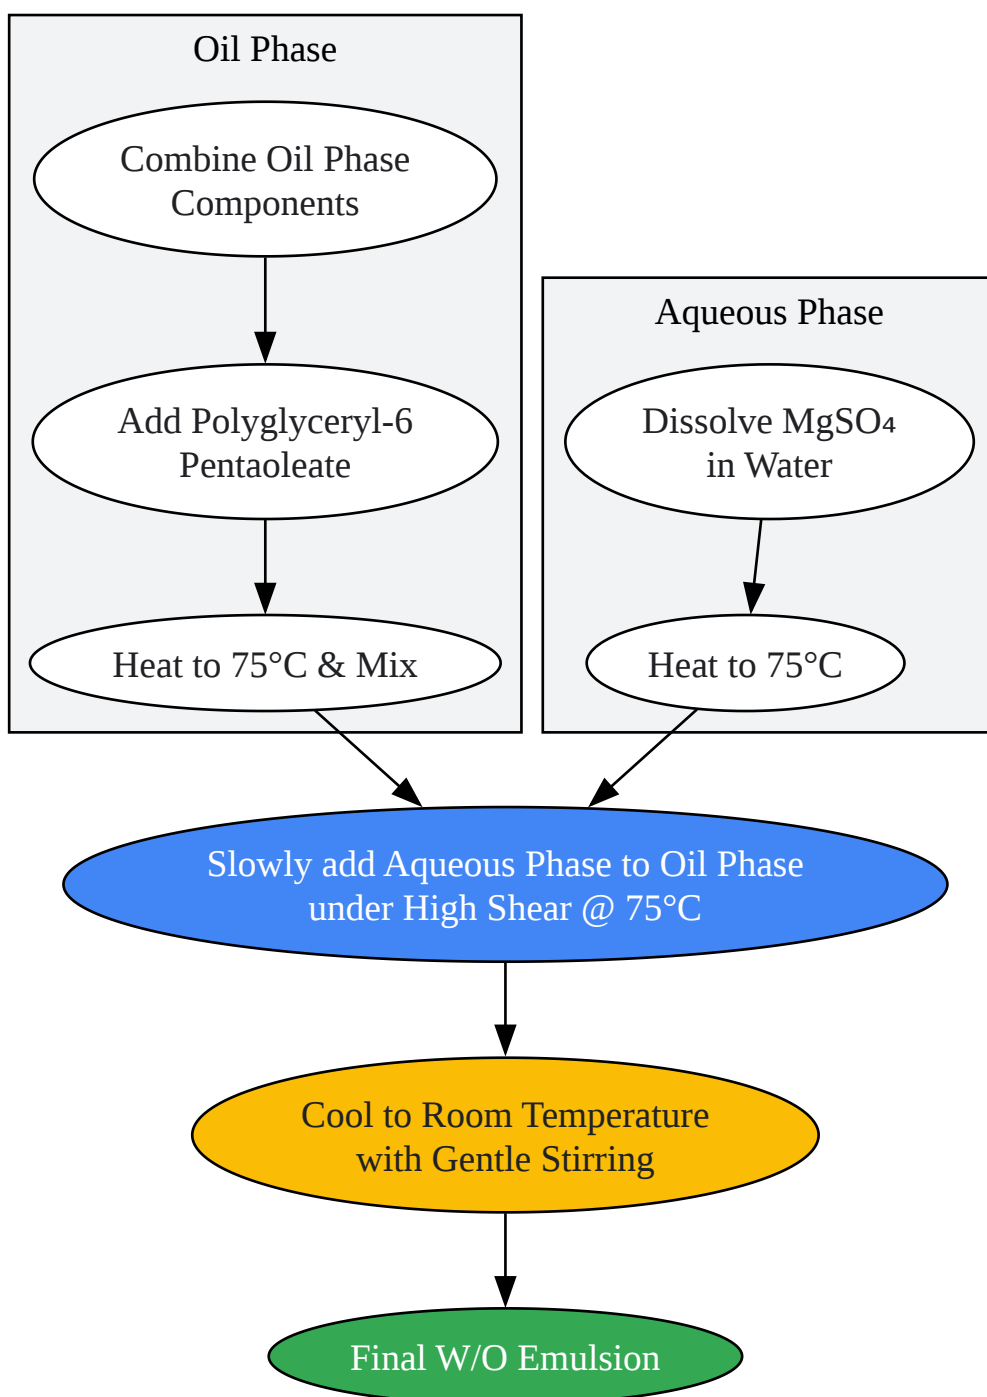 Oil Phase
Combine Oil Phase
Components
Add Polyglyceryl-6
Pentaoleate
Heat to 75°C & Mix
Aqueous Phase
Dissolve MgSO₄
in Water
Heat to 75°C
Slowly add Aqueous Phase to Oil Phase
under High Shear @ 75°C
Cool to Room Temperature
with Gentle Stirring
Final W/O Emulsion